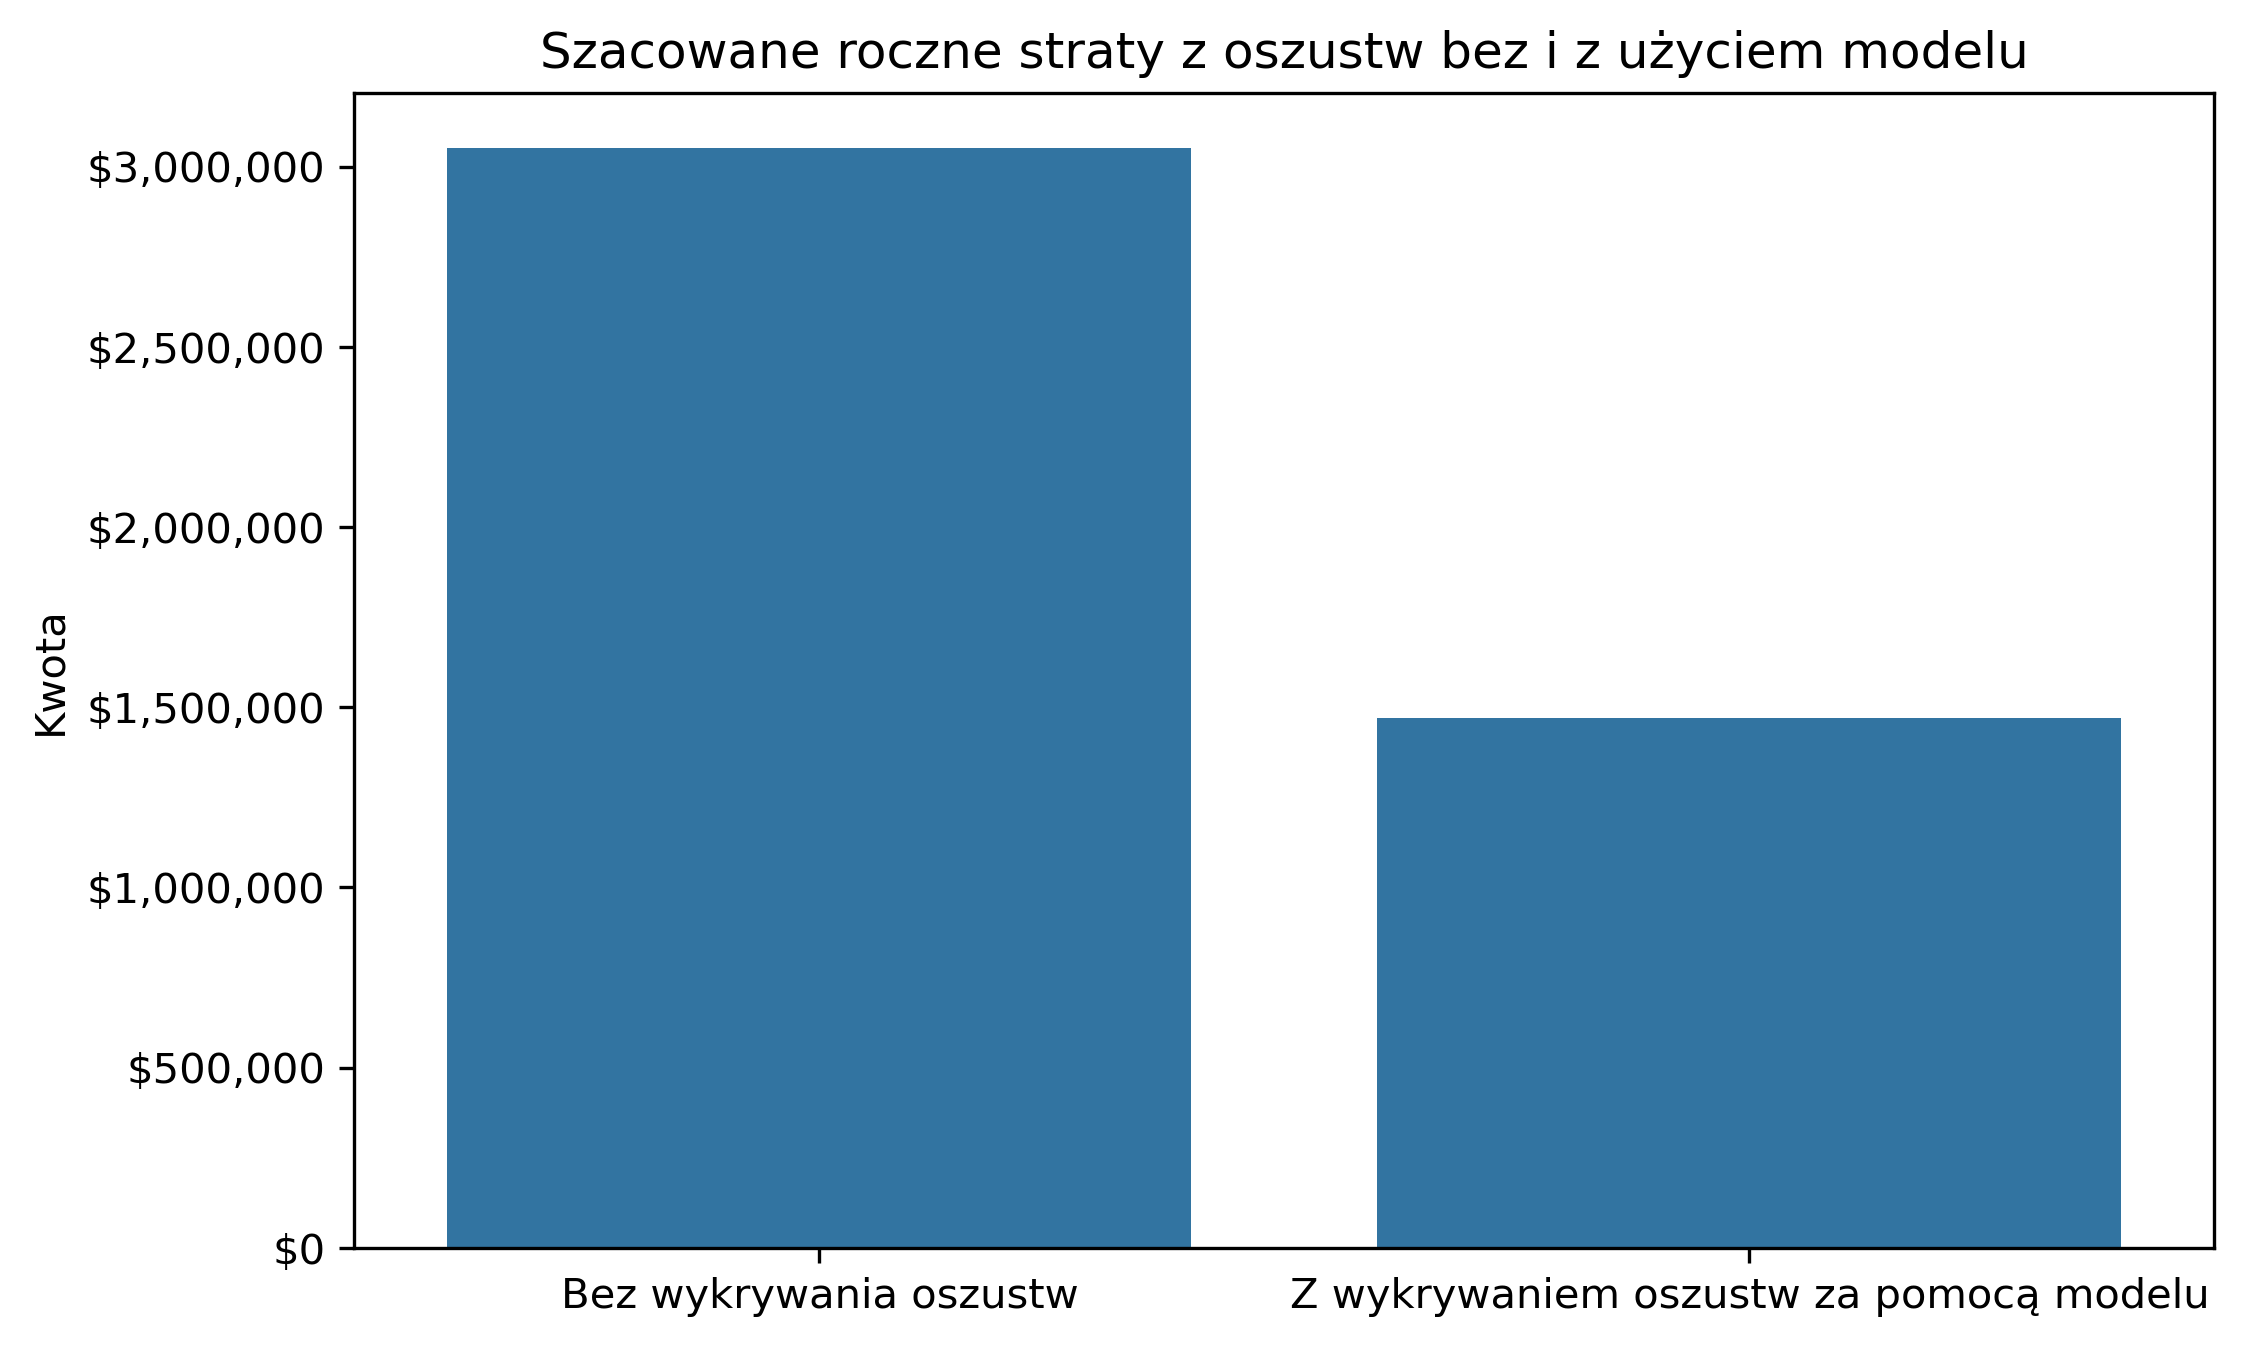 Szacowane roczne straty z oszustw bez i z użyciem modelu
Kwota
$3,000,000
$2,500,000
$2,000,000
$1,500,000
$1,000,000
$500,000
$0
Bez wykrywania oszustw
Z wykrywaniem oszustw za pomocą modelu